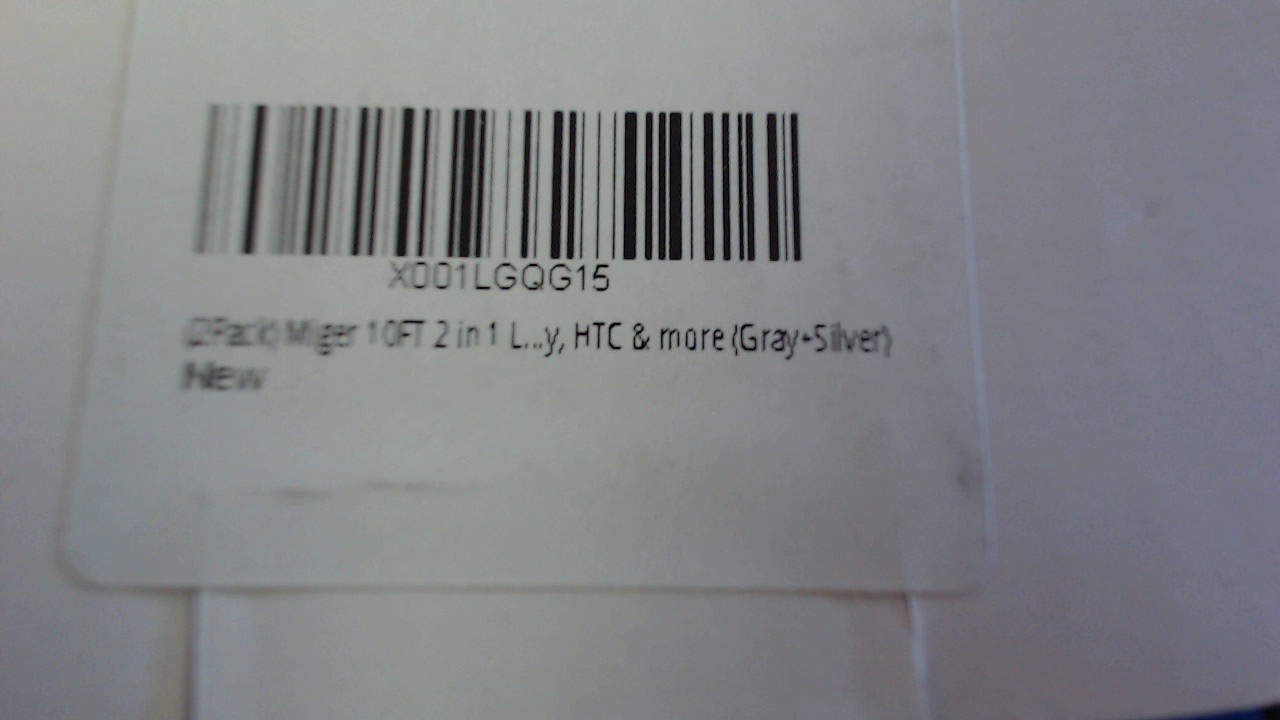 X001LGQG15
(2Pack) Miger 10FT 2 in 1 L...y, HTC & more (Gray+Silver)
New